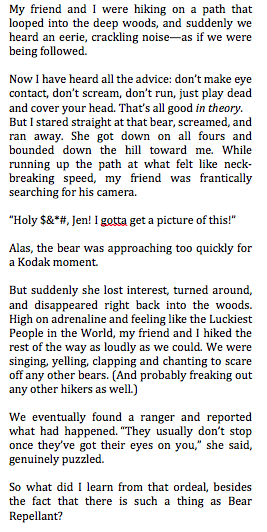 My friend and I were hiking on a path that
looped into the deep woods, and suddenly we
heard an eerie, crackling noise—as if we were
being followed.
Now I have heard all the advice: don't make eye
contact, don't scream, don't run, just play dead
and cover your head. That's all good in theory.
But I stared straight at that bear, screamed, and
ran away. She got down on all fours and
bounded down the hill toward me. While
running up the path at what felt like neck-
breaking speed, my friend was frantically
searching for his camera.
"Holy $&*#, Jen! I gotta get a picture of this!"
Alas, the bear was approaching too quickly for
a Kodak moment.
But suddenly she lost interest, turned around,
and disappeared right back into the woods.
High on adrenaline and feeling like the Luckiest
People in the World, my friend and I hiked the
rest of the way as loudly as we could. We were
singing, yelling, clapping and chanting to scare
off any other bears. (And probably freaking out
any other hikers as well.)
We eventually found a ranger and reported
what had happened. "They usually don't stop
once they've got their eyes on you," she said,
genuinely puzzled.
So what did I learn from that ordeal, besides
the fact that there is such a thing as Bear
Repellant?